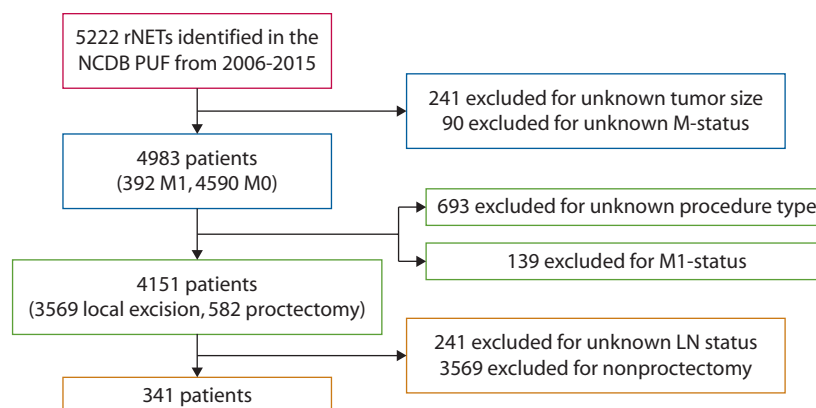 5222 rNETs identified in the
NCDB PUF from 2006-2015
241 excluded for unknown tumor size
90 excluded for unknown M-status
4983 patients
(392 M1, 4590 M0)
693 excluded for unknown procedure type
139 excluded for M1-status
4151 patients
(3569 local excision, 582 proctectomy)
241 excluded for unknown LN status
3569 excluded for nonproctectomy
341 patients